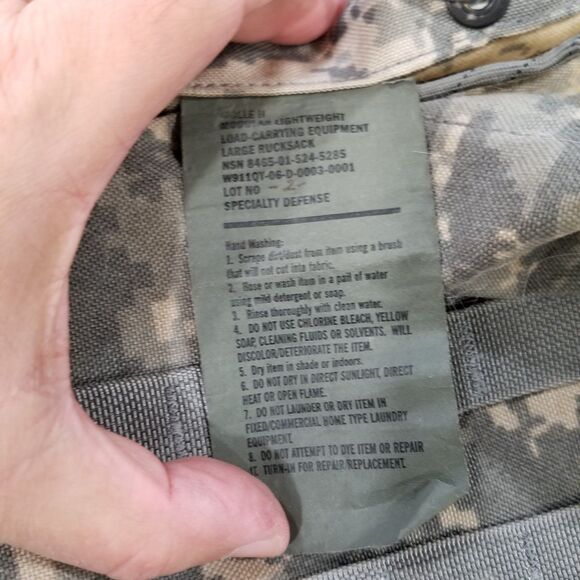 MOLLE II
MODULAR LIGHTWEIGHT
LOAD-CARRYING EQUIPMENT
LARGE RUCKSACK
NSN 8465-01-524-5285
W911QY-06-D-0003-0001
LOT NO -2-
SPECIALTY DEFENSE
Hand Washing:
1. Scrape dirt/dust from item using a brush
that will not cut into fabric.
2. Hose or wash item in a pail of water
using mild detergent or soap.
3. Rinse thoroughly with clean water.
4. DO NOT USE CHLORINE BLEACH, YELLOW
SOAP, CLEANING FLUIDS OR SOLVENTS. WILL
DISCOLOR/DETERIORATE THE ITEM.
5. Dry item in shade or indoors.
6. DO NOT DRY IN DIRECT SUNLIGHT, DIRECT
HEAT OR OPEN FLAME.
7. DO NOT LAUNDER OR DRY ITEM IN
FIXED/COMMERCIAL HOME TYPE LAUNDRY
EQUIPMENT.
8. DO NOT ATTEMPT TO DYE ITEM OR REPAIR
IT. TURN-IN FOR REPAIR/REPLACEMENT.